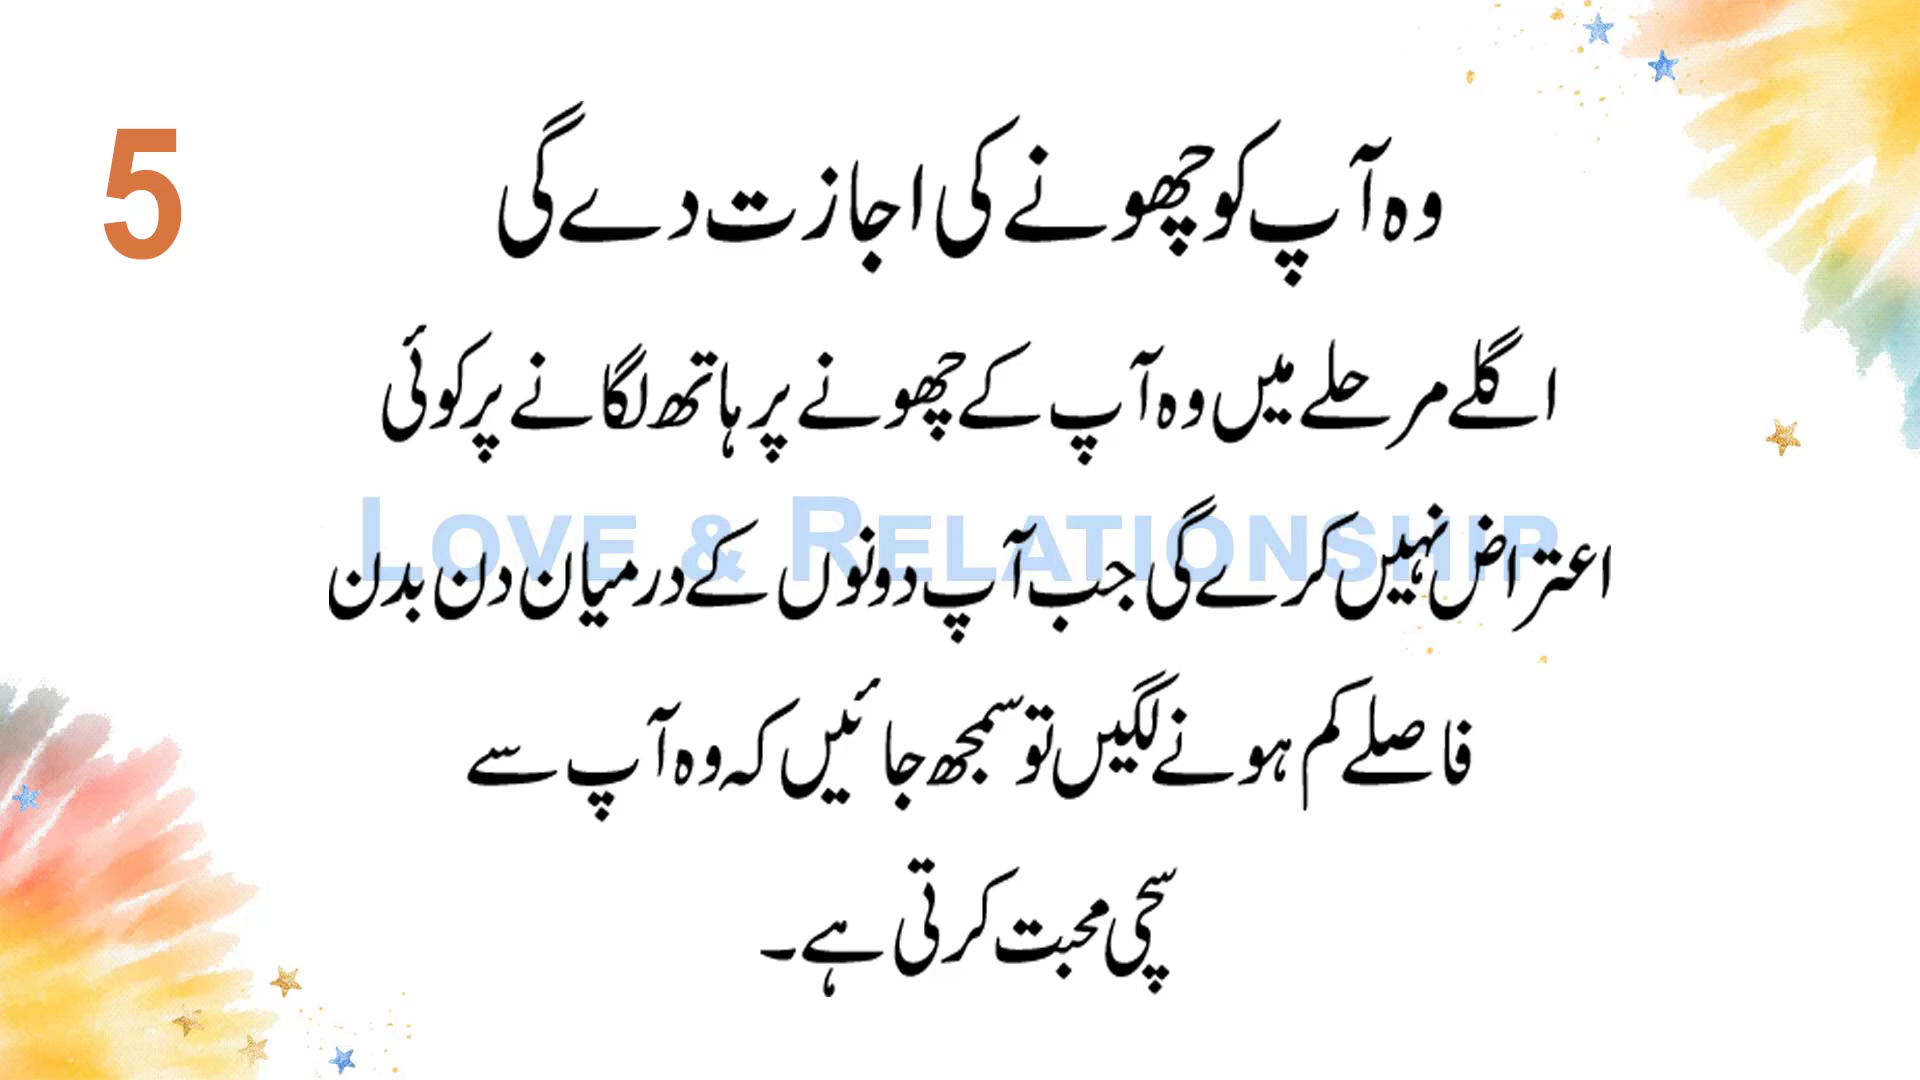 5
وہ آپ کو چھونے کی اجازت دے گی
اگلے مرحلے میں وہ آپ کے چھونے پر ہاتھ لگانے پر کوئی
LOVE & RELATIONSHIP
اعتراض نہیں کرے گی جب آپ دونوں کے درمیان دن بدن
فاصلے کم ہونے لگیں تو سمجھ جائیں کہ وہ آپ سے
سچی محبت کرتی ہے۔